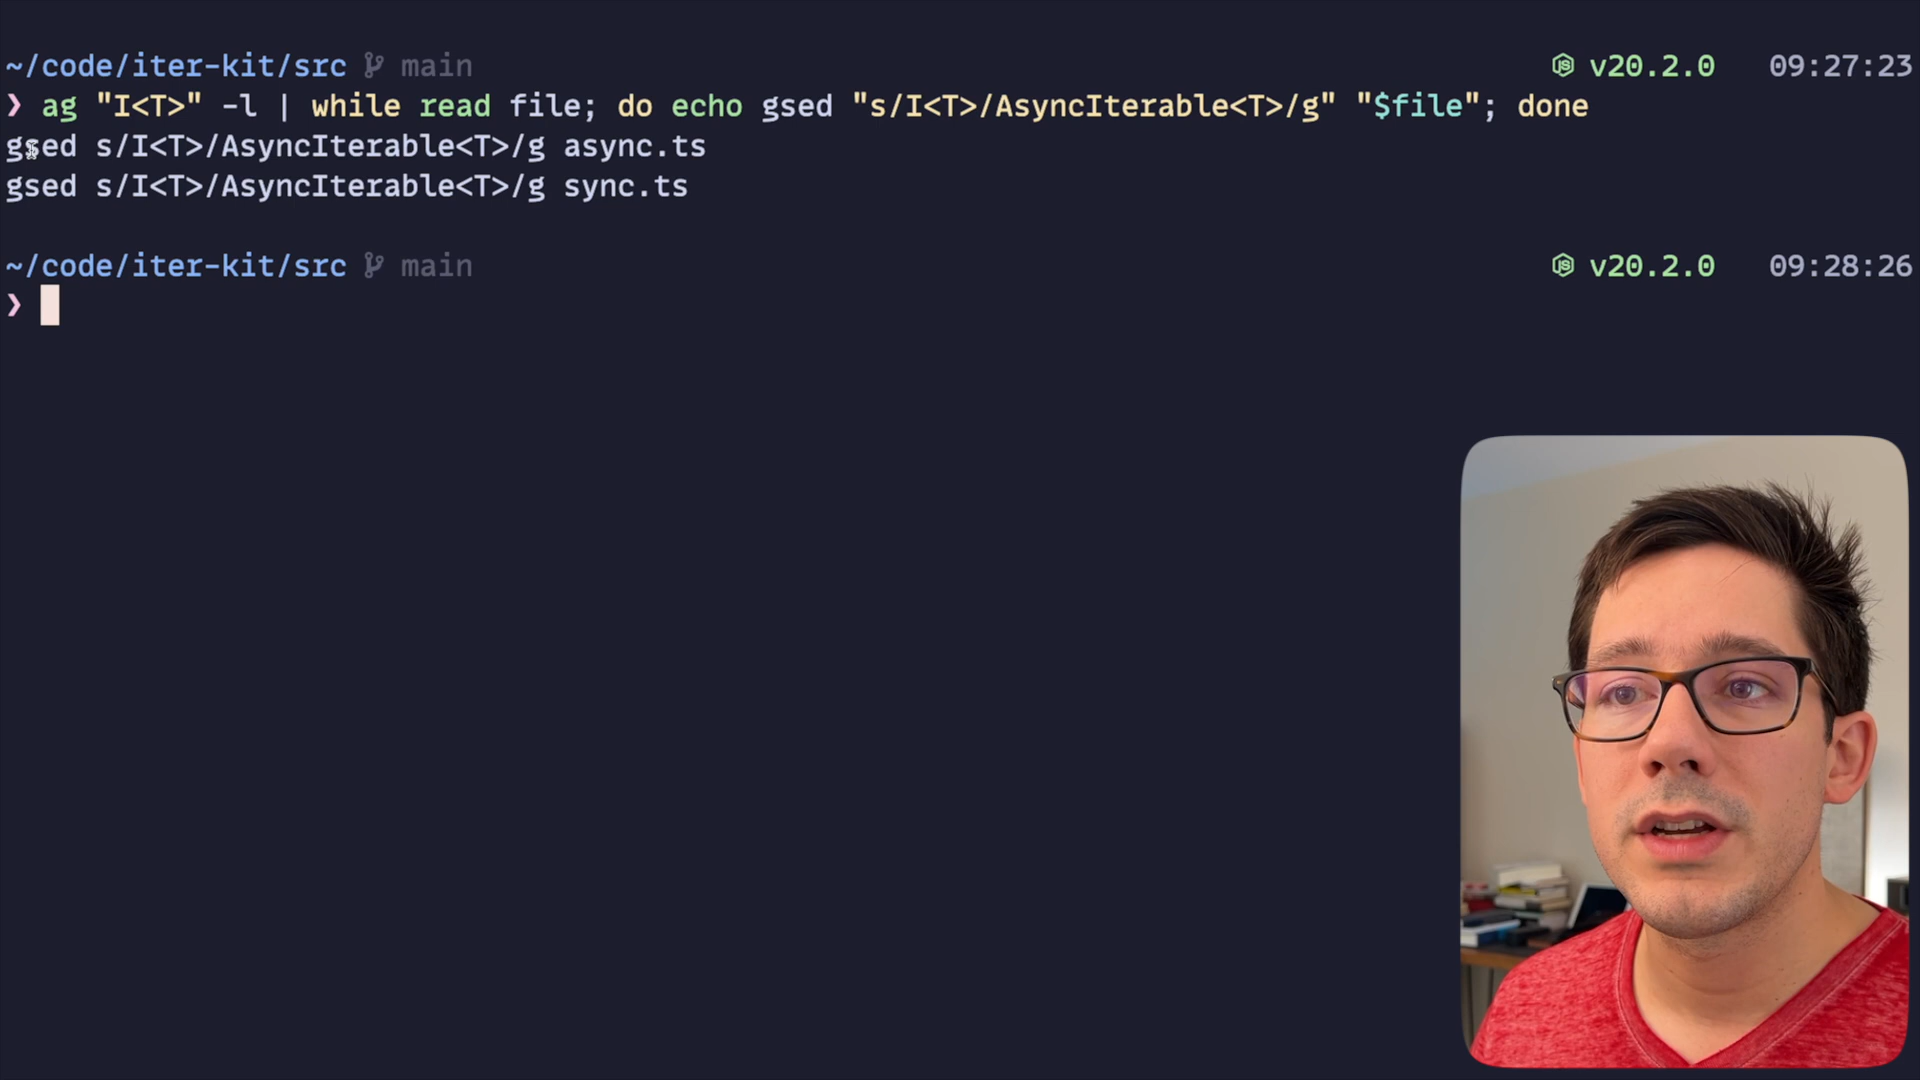 ~/code/iter-kit/src main v20.2.0 09:27:23
❯ ag "I<T>" -l | while read file; do echo gsed "s/I<T>/AsyncIterable<T>/g" "$file"; done
gsed s/I<T>/AsyncIterable<T>/g async.ts
gsed s/I<T>/AsyncIterable<T>/g sync.ts
~/code/iter-kit/src main v20.2.0 09:28:26
❯